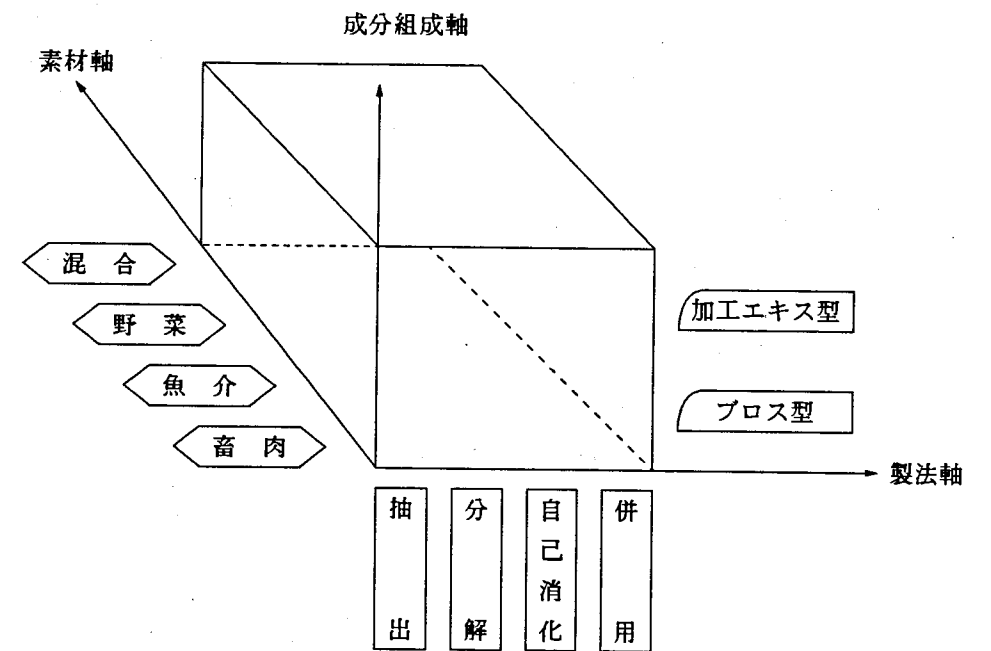 成分組成軸
素材軸
混合
野菜
魚介
畜肉
加工エキス型
ブロス型
製法軸
抽出
分解
自己消化
併用